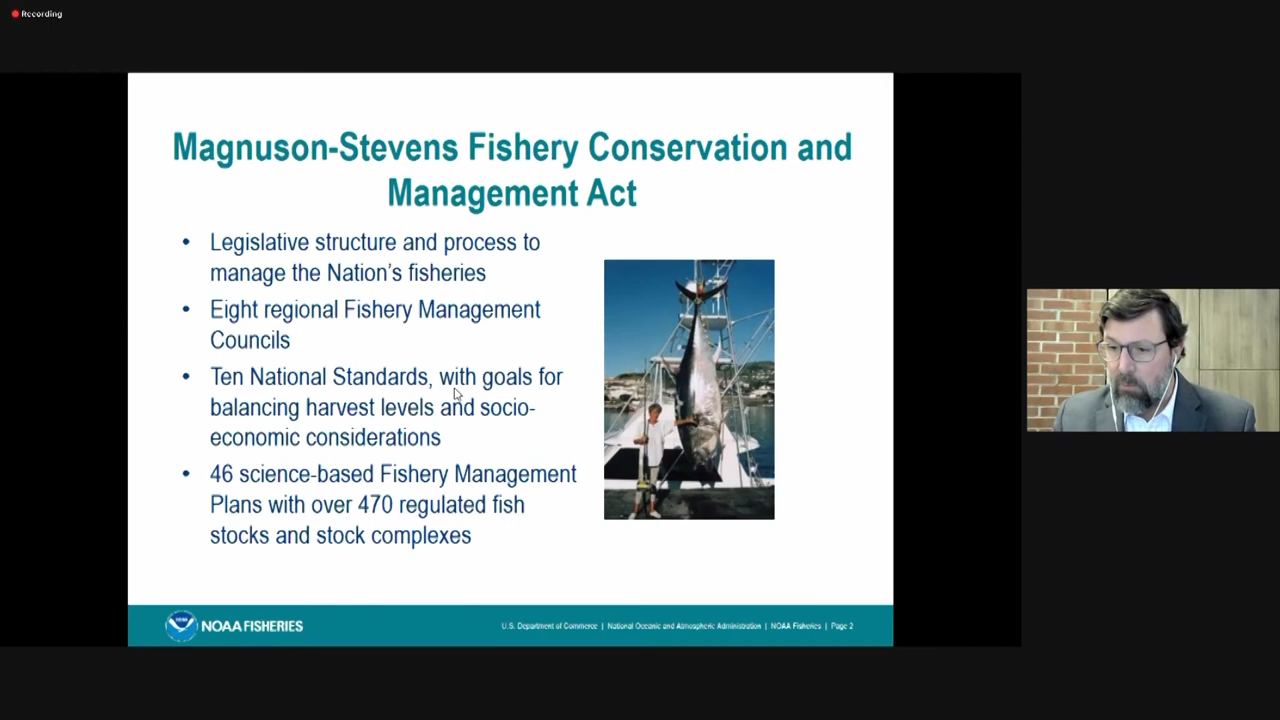 Recording
Magnuson-Stevens Fishery Conservation and
Management Act
• Legislative structure and process to
manage the Nation's fisheries
• Eight regional Fishery Management
Councils
• Ten National Standards, with goals for
balancing harvest levels and socio-
economic considerations
• 46 science-based Fishery Management
Plans with over 470 regulated fish
stocks and stock complexes
NOAA FISHERIES
U.S. Department of Commerce | National Oceanic and Atmospheric Administration | NOAA Fisheries | Page 2